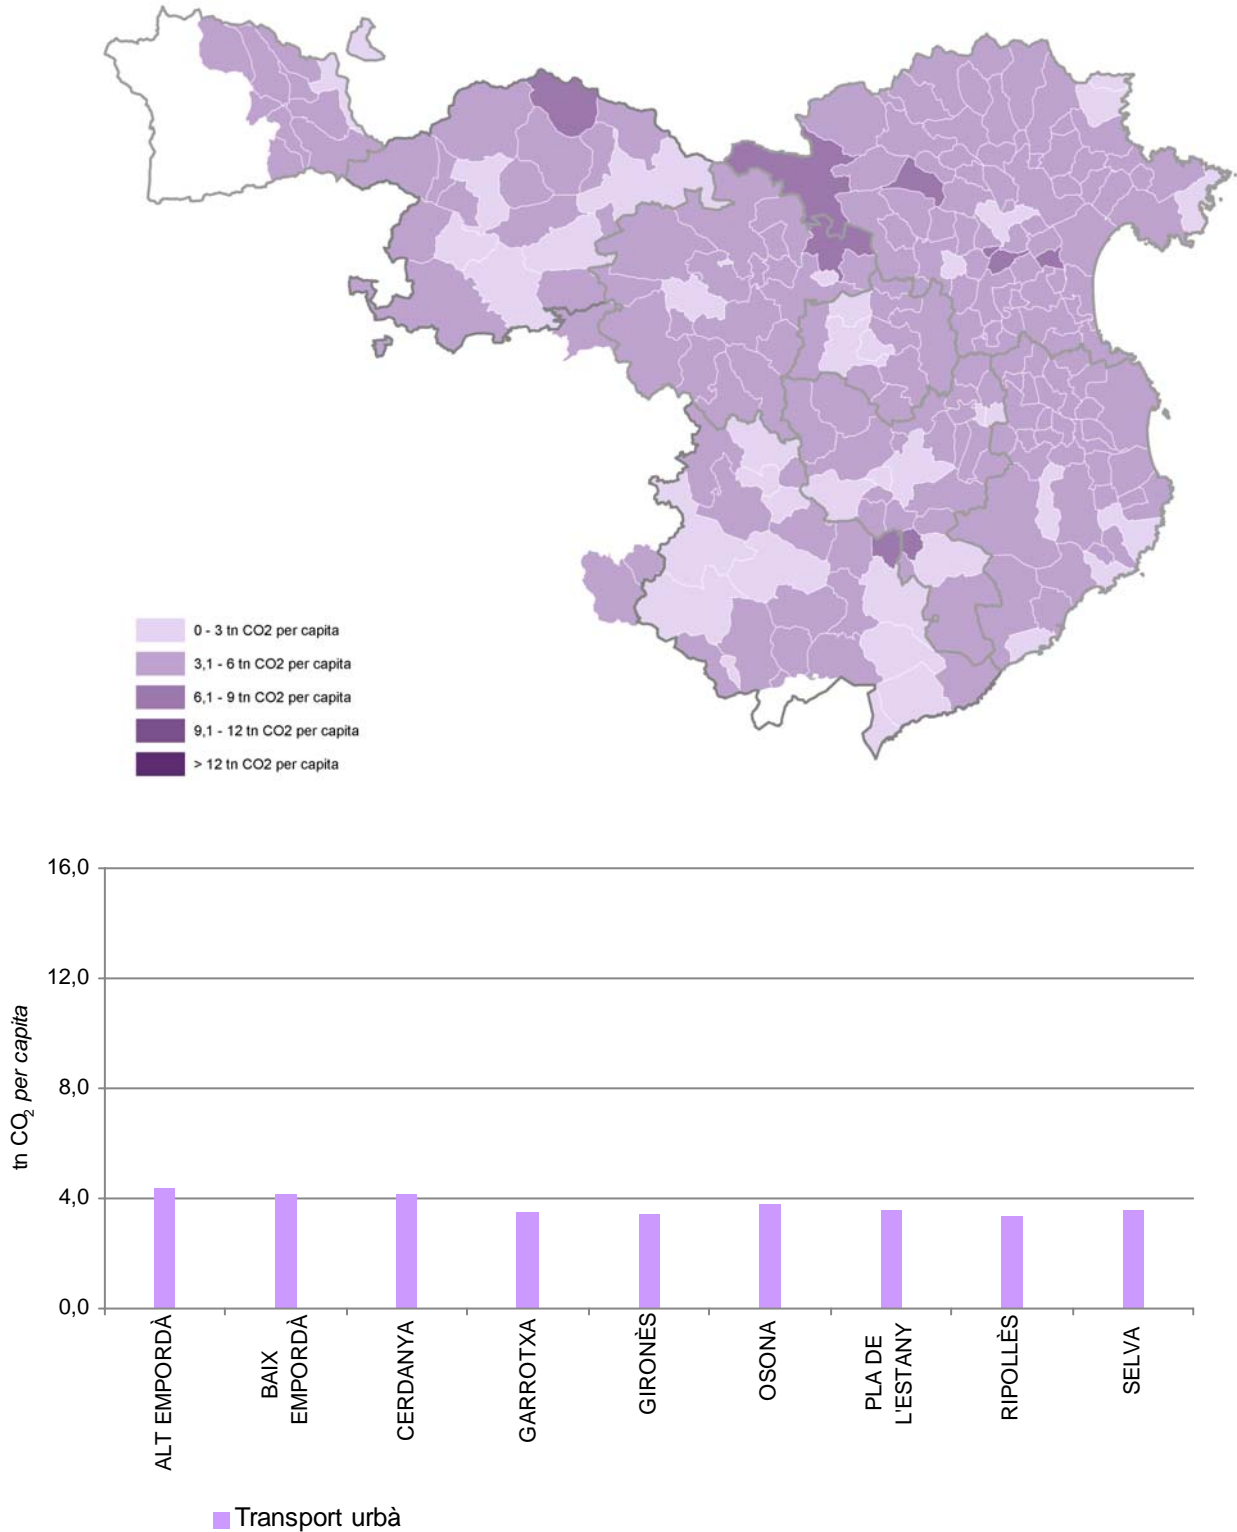 0 - 3 tn CO2 per capita
3,1 - 6 tn CO2 per capita
6,1 - 9 tn CO2 per capita
9,1 - 12 tn CO2 per capita
> 12 tn CO2 per capita
16,0
12,0
8,0
4,0
0,0
tn CO₂ per capita
ALT EMPORDÀ
BAIX
EMPORDÀ
CERDANYA
GARROTXA
GIRONÈS
OSONA
PLA DE
L'ESTANY
RIPOLLÈS
SELVA
Transport urbà